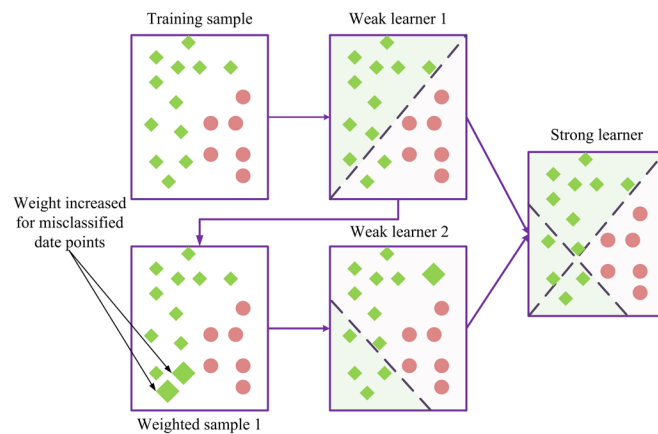 Training sample
Weak learner 1
Strong learner
Weight increased
for misclassified
date points
Weak learner 2
Weighted sample 1